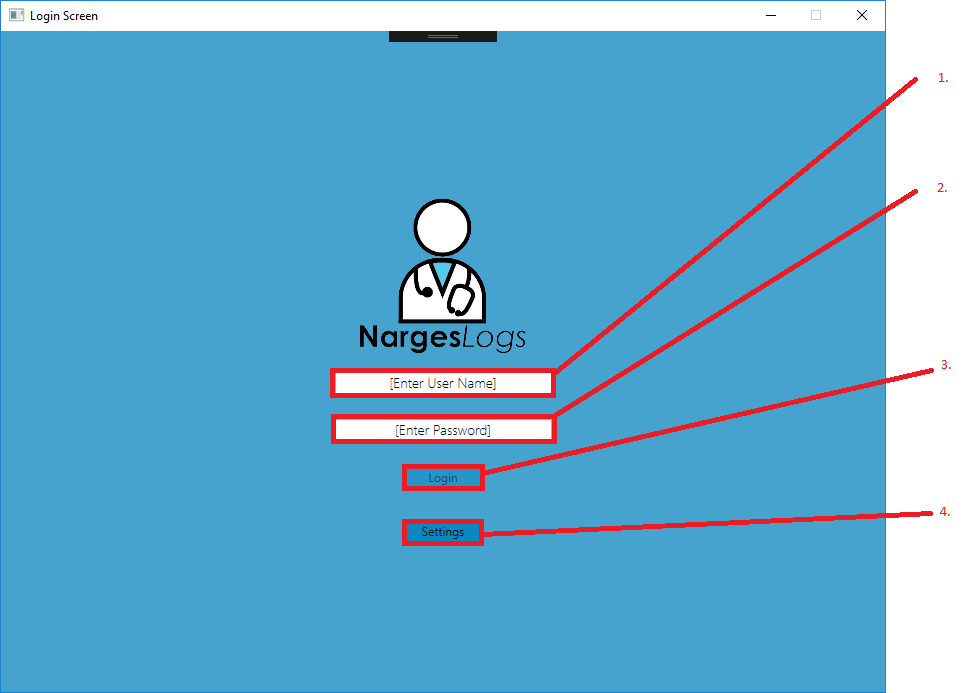 Login Screen
1.
2.
NargesLogs
3.
[Enter User Name]
[Enter Password]
Login
4.
Settings